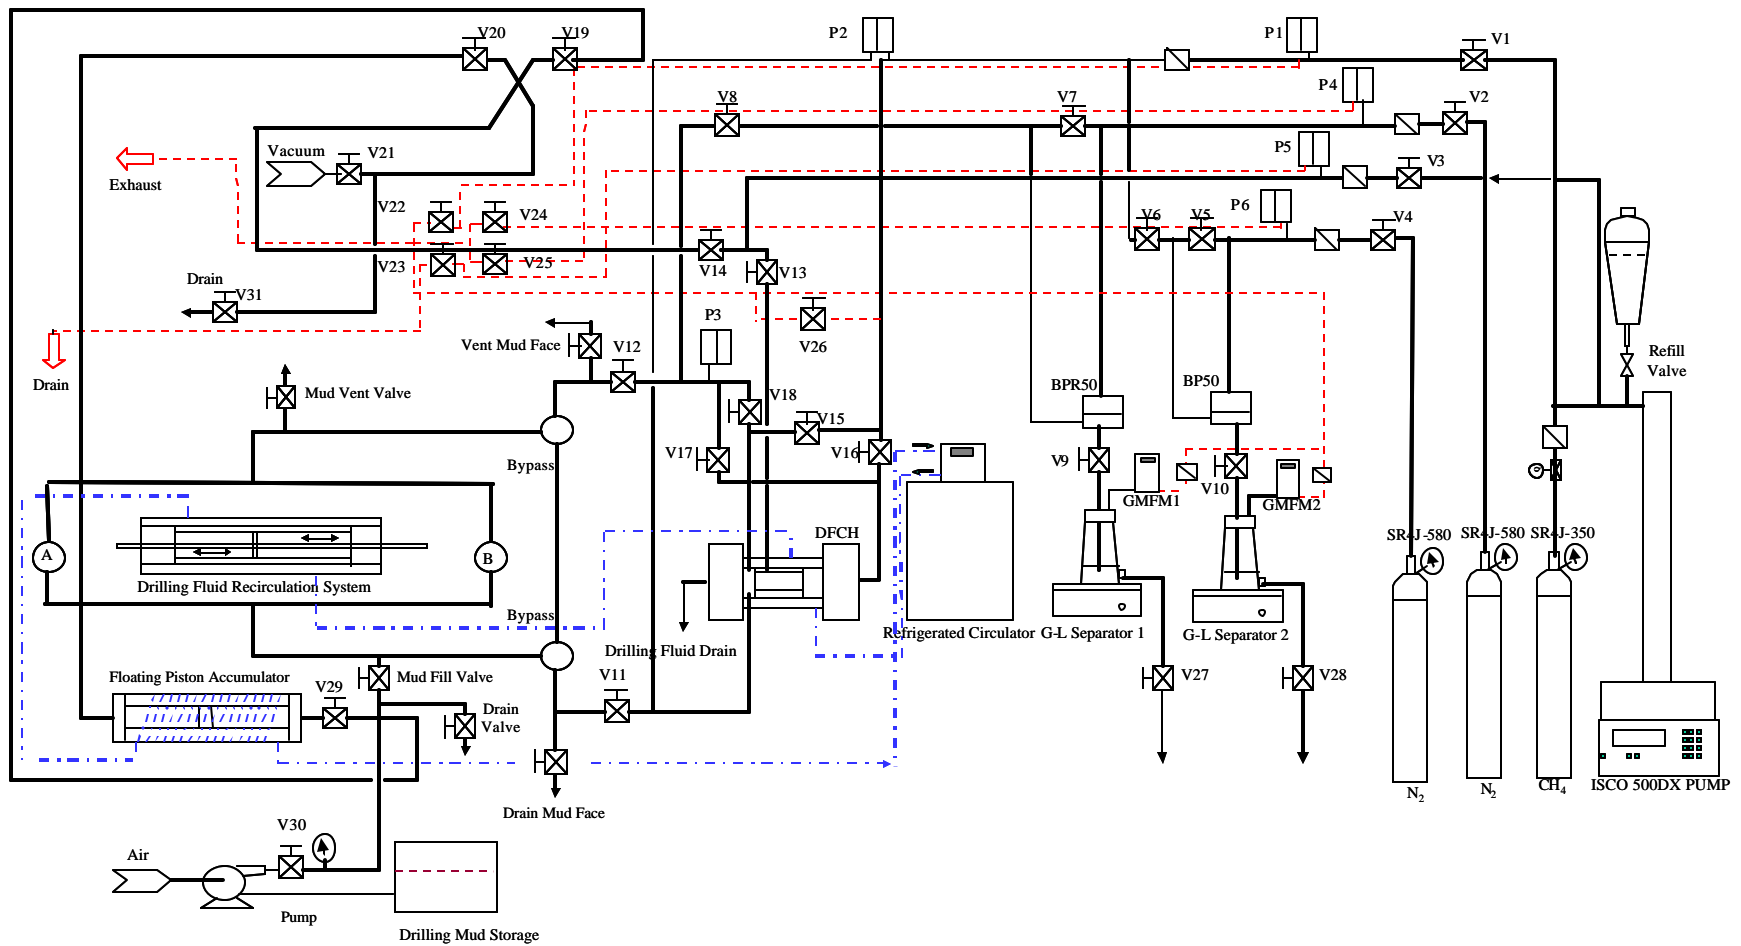 V20
V19
P2
P1
V1
P4
V2
V8
V7
Vacuum
V21
P5
V3
Exhaust
V22
V24
P6
V6
V5
V4
V23
V25
V14
V13
Drain
V31
P3
V26
Vent Mud Face
V12
Drain
Mud Vent Valve
V18
BPR50
BP50
Refill
Valve
V15
V17
V16
V9
V10
Bypass
GMFM1
GMFM2
A
B
DFCH
SR4J-580
SR4J-580
SR4J-350
Drilling Fluid Recirculation System
Bypass
Drilling Fluid Drain
Refrigerated Circulator
G-L Separator 1
G-L Separator 2
Floating Piston Accumulator
Mud Fill Valve
V29
V11
V27
V28
Drain
Valve
N2
N2
CH4
ISCO 500DX PUMP
Drain Mud Face
V30
Air
Pump
Drilling Mud Storage